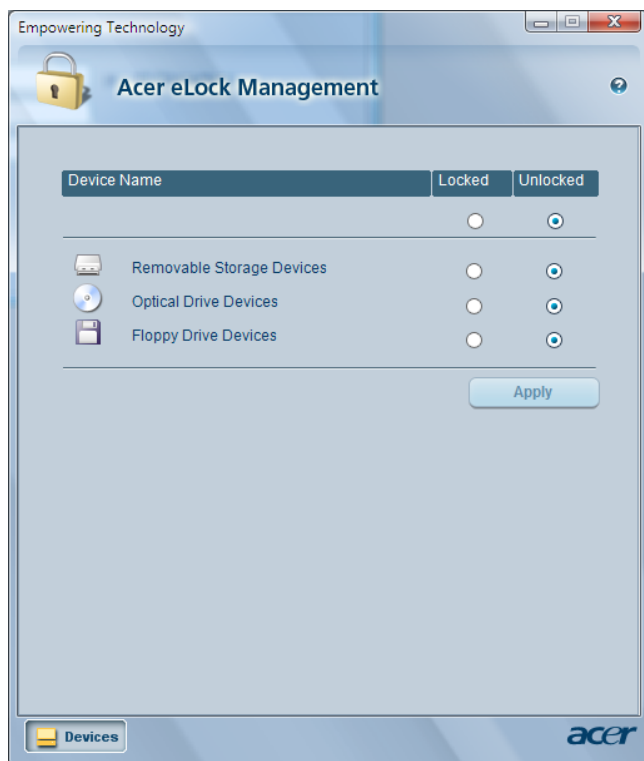 Empowering Technology
Acer eLock Management
Device Name Locked Unlocked
Removable Storage Devices
Optical Drive Devices
Floppy Drive Devices
Apply
Devices
acer